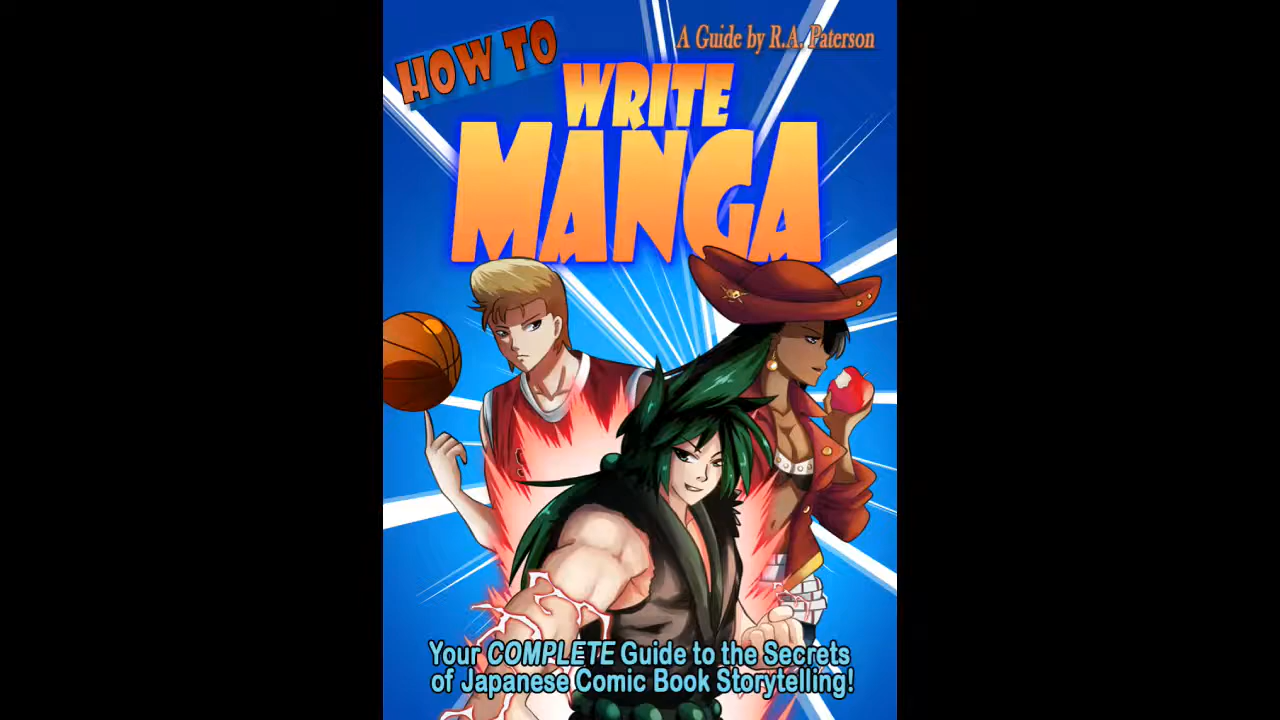 HOW TO
A Guide by R.A. Paterson
WRITE
MANGA
Your COMPLETE Guide to the Secrets
of Japanese Comic Book Storytelling!